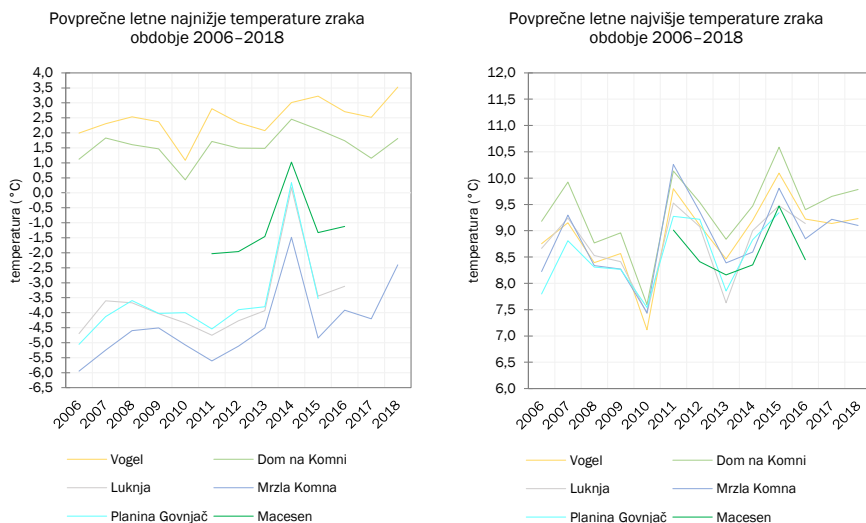 Povprečne letne najnižje temperature zraka
obdobje 2006–2018
temperatura (°C)
4,0
3,5
3,0
2,5
2,0
1,5
1,0
0,5
0,0
-0,5
-1,0
-1,5
-2,0
-2,5
-3,0
-3,5
-4,0
-4,5
-5,0
-5,5
-6,0
-6,5
2006 2007 2008 2009 2010 2011 2012 2013 2014 2015 2016 2017 2018
Vogel Dom na Komni
Luknja Mrzla Komna
Planina Govnjač Macesen
Povprečne letne najvišje temperature zraka
obdobje 2006–2018
temperatura (°C)
12,0
11,5
11,0
10,5
10,0
9,5
9,0
8,5
8,0
7,5
7,0
6,5
6,0
2006 2007 2008 2009 2010 2011 2012 2013 2014 2015 2016 2017 2018
Vogel Dom na Komni
Luknja Mrzla Komna
Planina Govnjač Macesen